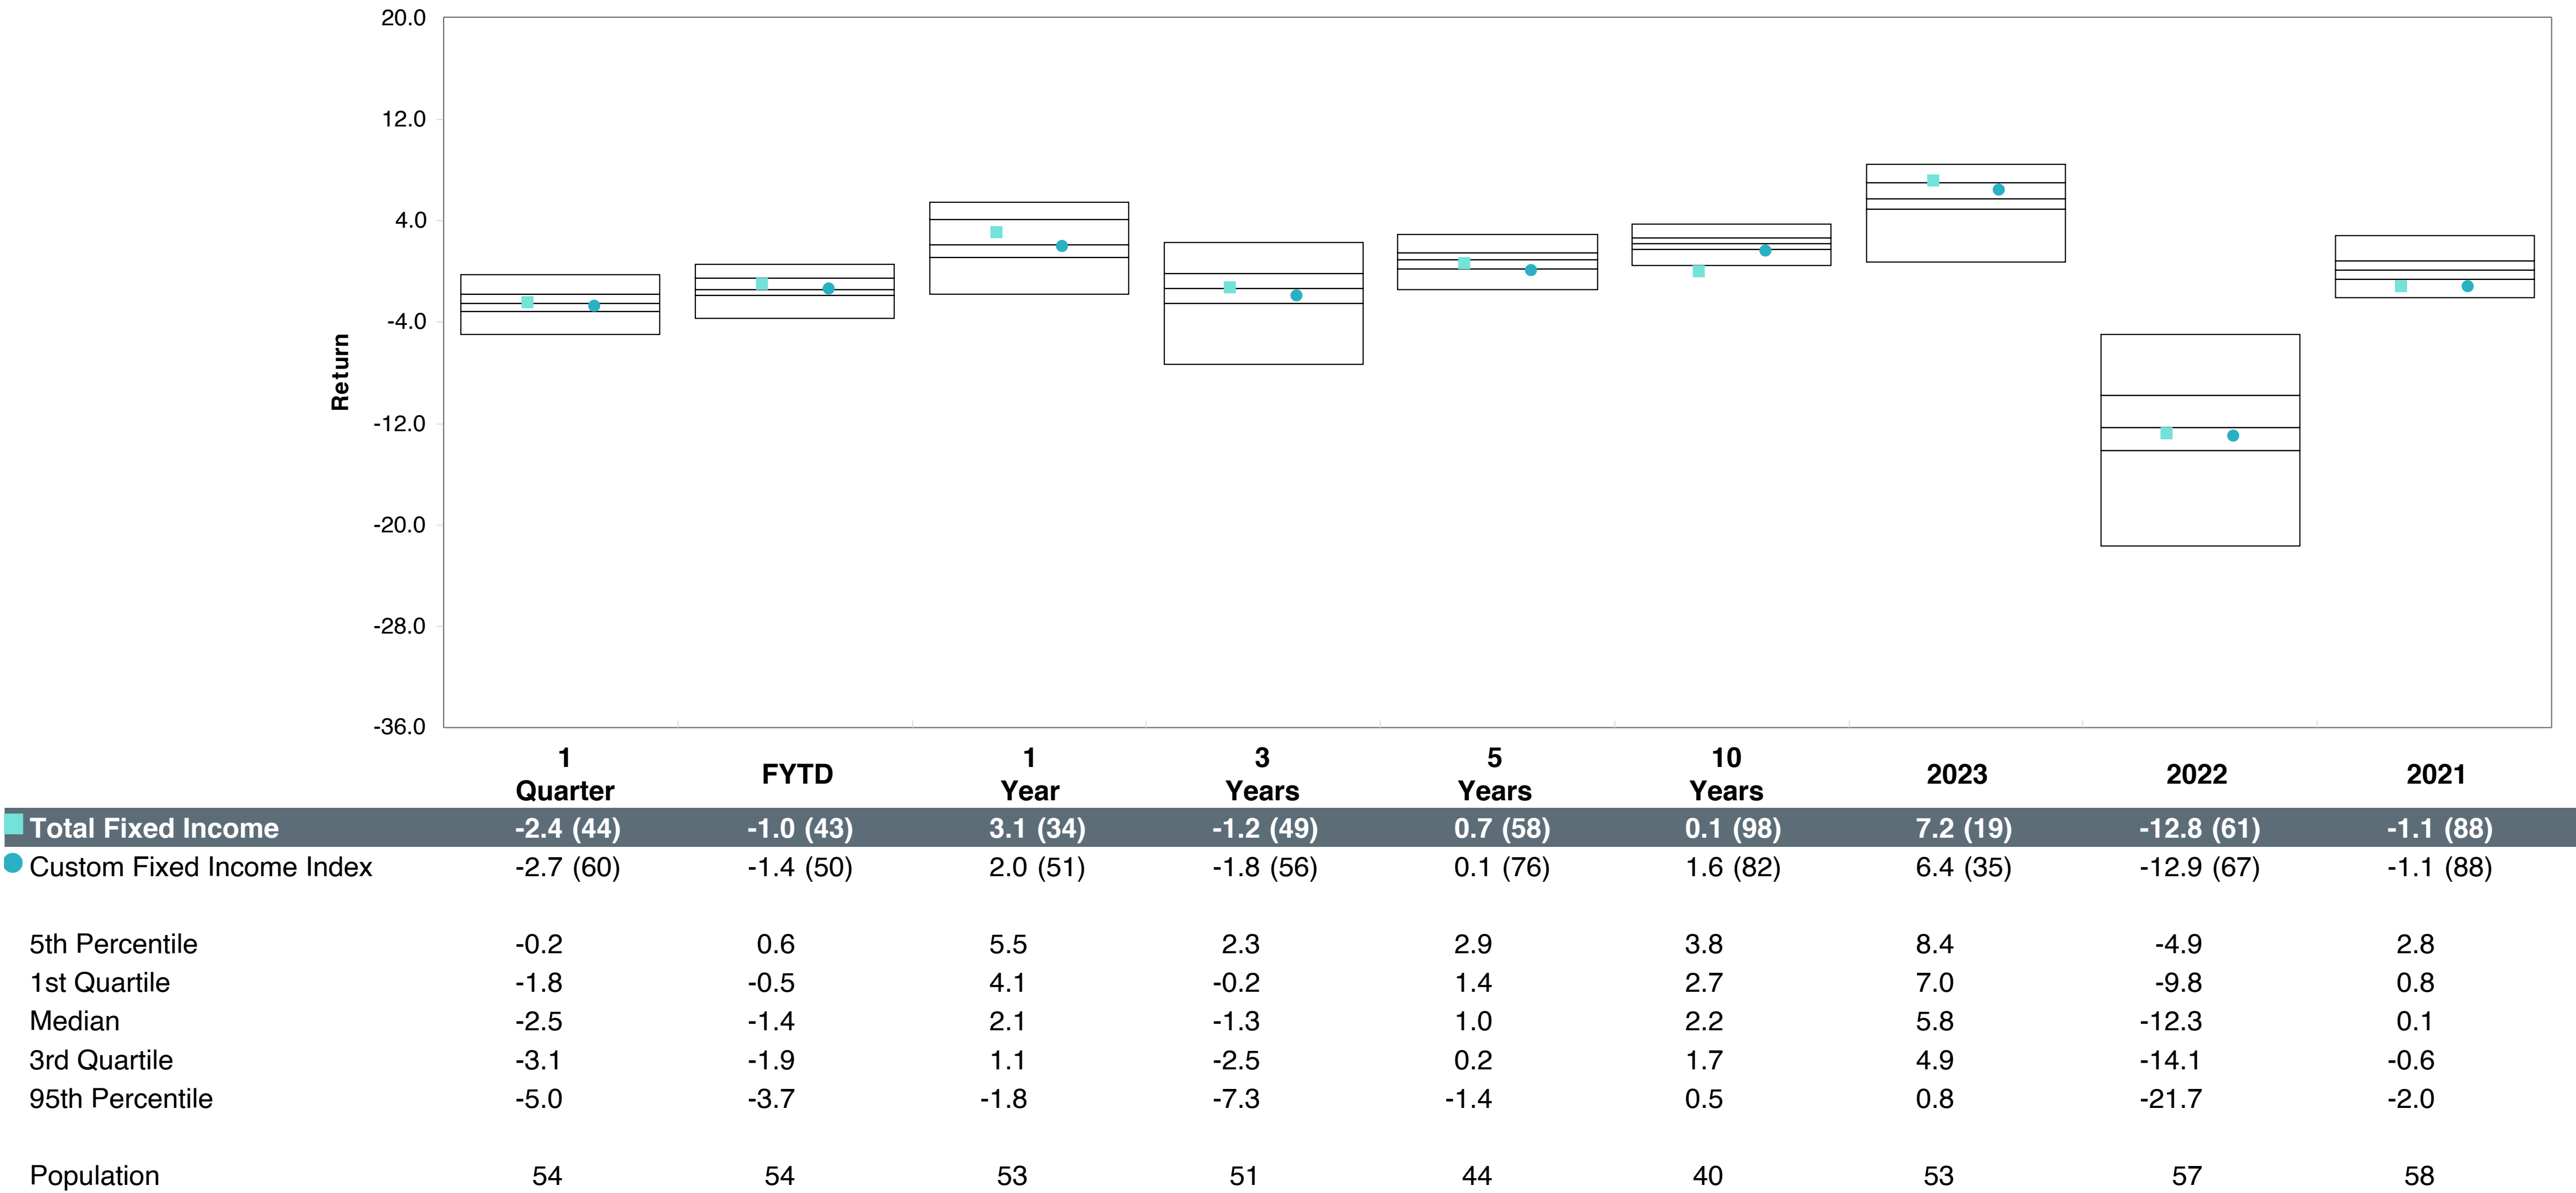 20.0
12.0
4.0
-4.0
-12.0
-20.0
-28.0
-36.0
Return
1 Quarter FYTD 1 Year 3 Years 5 Years 10 Years 2023 2022 2021
Total Fixed Income -2.4 (44) -1.0 (43) 3.1 (34) -1.2 (49) 0.7 (58) 0.1 (98) 7.2 (19) -12.8 (61) -1.1 (88)
Custom Fixed Income Index -2.7 (60) -1.4 (50) 2.0 (51) -1.8 (56) 0.1 (76) 1.6 (82) 6.4 (35) -12.9 (67) -1.1 (88)
5th Percentile -0.2 0.6 5.5 2.3 2.9 3.8 8.4 -4.9 2.8
1st Quartile -1.8 -0.5 4.1 -0.2 1.4 2.7 7.0 -9.8 0.8
Median -2.5 -1.4 2.1 -1.3 1.0 2.2 5.8 -12.3 0.1
3rd Quartile -3.1 -1.9 1.1 -2.5 0.2 1.7 4.9 -14.1 -0.6
95th Percentile -5.0 -3.7 -1.8 -7.3 -1.4 0.5 0.8 -21.7 -2.0
Population 54 54 53 51 44 40 53 57 58